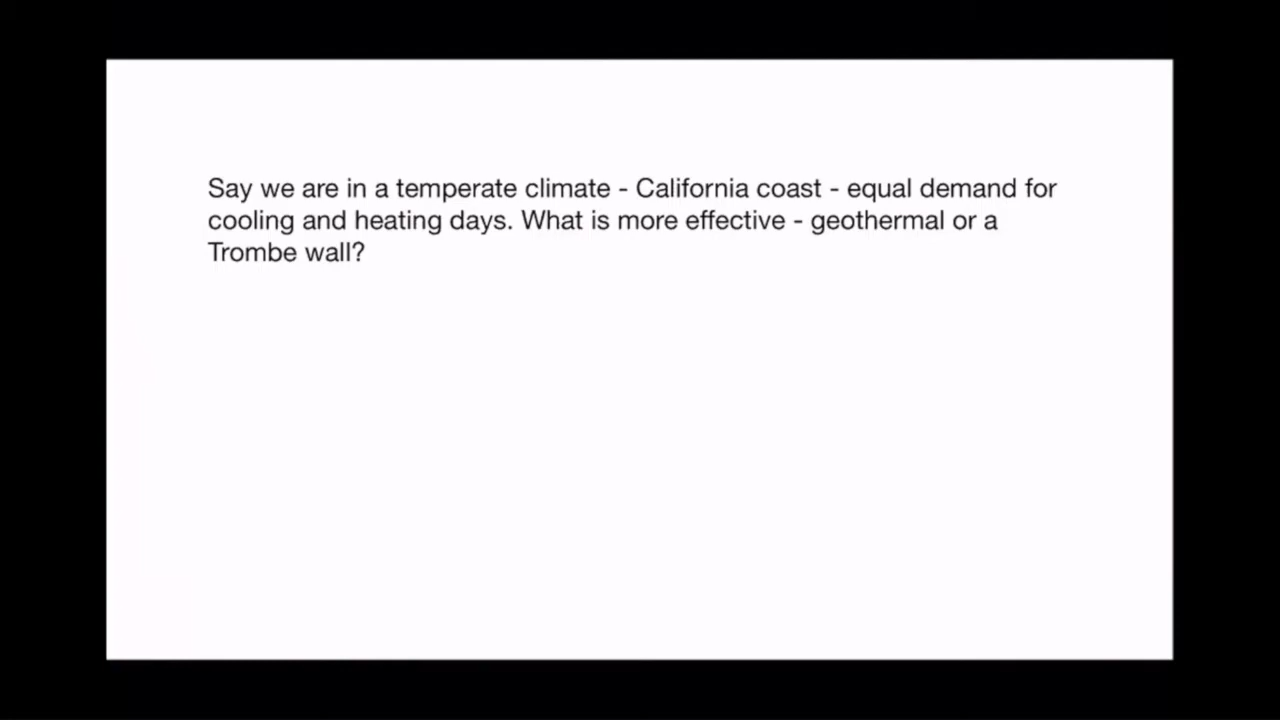 Say we are in a temperate climate - California coast - equal demand for
cooling and heating days. What is more effective - geothermal or a
Trombe wall?